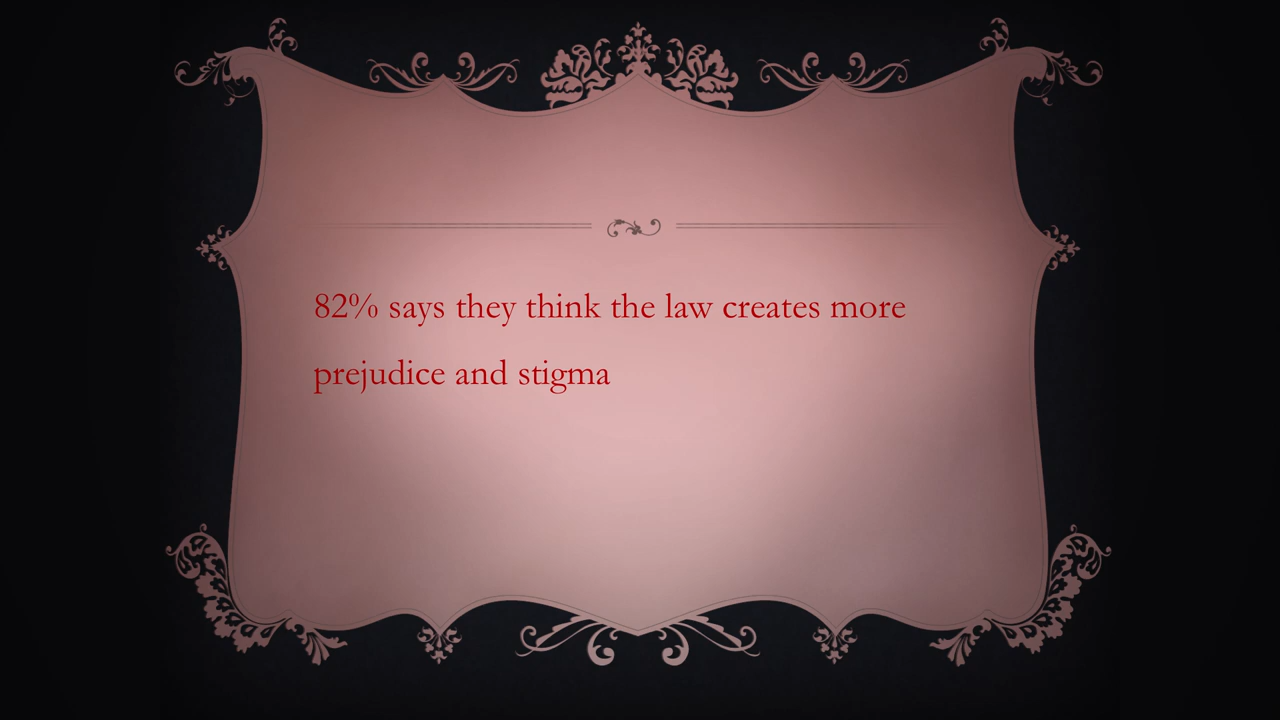 82% says they think the law creates more
prejudice and stigma